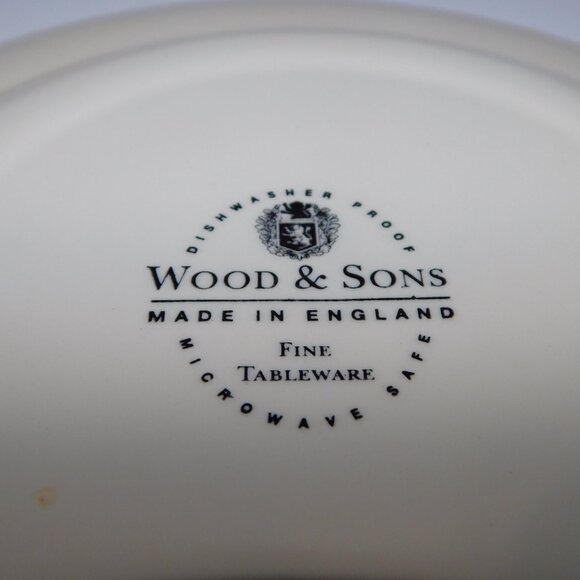 DISHWASHER PROOF
WOOD & SONS
MADE IN ENGLAND
FINE
TABLEWARE
MICROWAVE SAFE